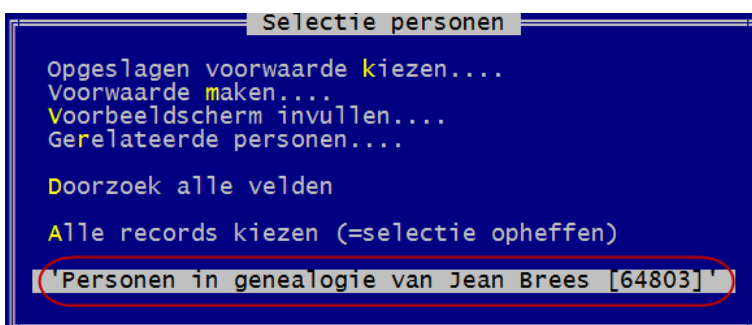 Selectie personen
Opgeslagen voorwaarde kiezen....
Voorwaarde maken....
Voorbeeldscherm invullen....
Gerelateerde personen....
Doorzoek alle velden
Alle records kiezen (=selectie opheffen)
'Personen in genealogie van Jean Brees [64803]'